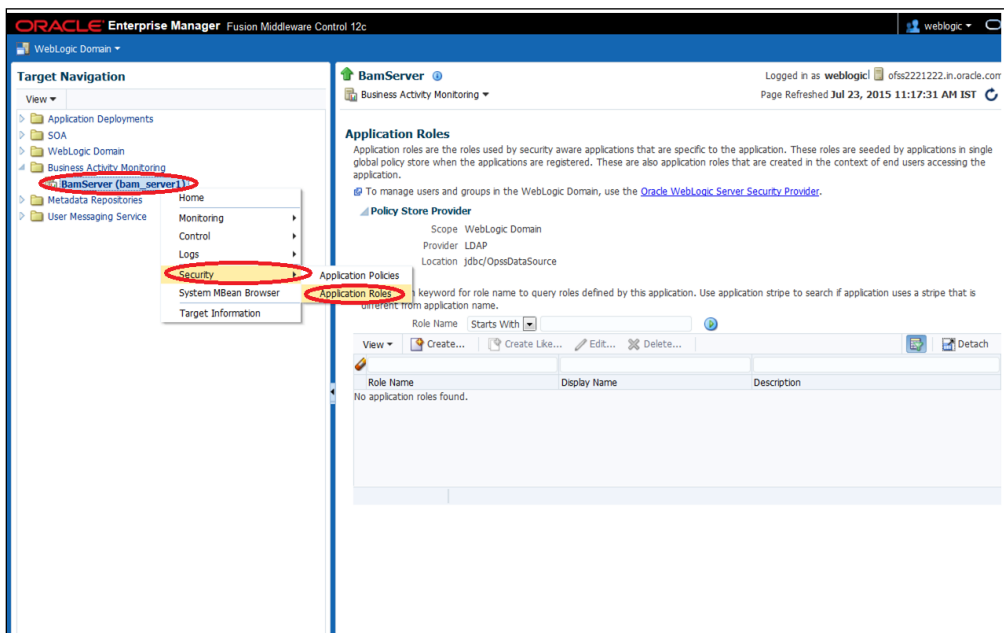 ORACLE Enterprise Manager Fusion Middleware Control 12c
weblogic
WebLogic Domain
Target Navigation
View
Application Deployments
SOA
WebLogic Domain
Business Activity Monitoring
BamServer (bam_server1)
Metadata Repositories
User Messaging Service
Home
Monitoring
Control
Logs
Security
System MBean Browser
Target Information
Application Policies
Application Roles
BamServer
Logged in as weblogic| ofss2221222.in.oracle.com
Business Activity Monitoring
Page Refreshed Jul 23, 2015 11:17:31 AM IST
Application Roles
Application roles are the roles used by security aware applications that are specific to the application. These roles are seeded by applications in single
global policy store when the applications are registered. These are also application roles that are created in the context of end users accessing the
application.
To manage users and groups in the WebLogic Domain, use the Oracle WebLogic Server Security Provider.
Policy Store Provider
Scope WebLogic Domain
Provider LDAP
Location jdbc/OpssDataSource
keyword for role name to query roles defined by this application. Use application stripe to search if application uses a stripe that is
different from application name.
Role Name Starts With
View Create... Create Like... Edit... Delete... Detach
Role Name Display Name Description
No application roles found.